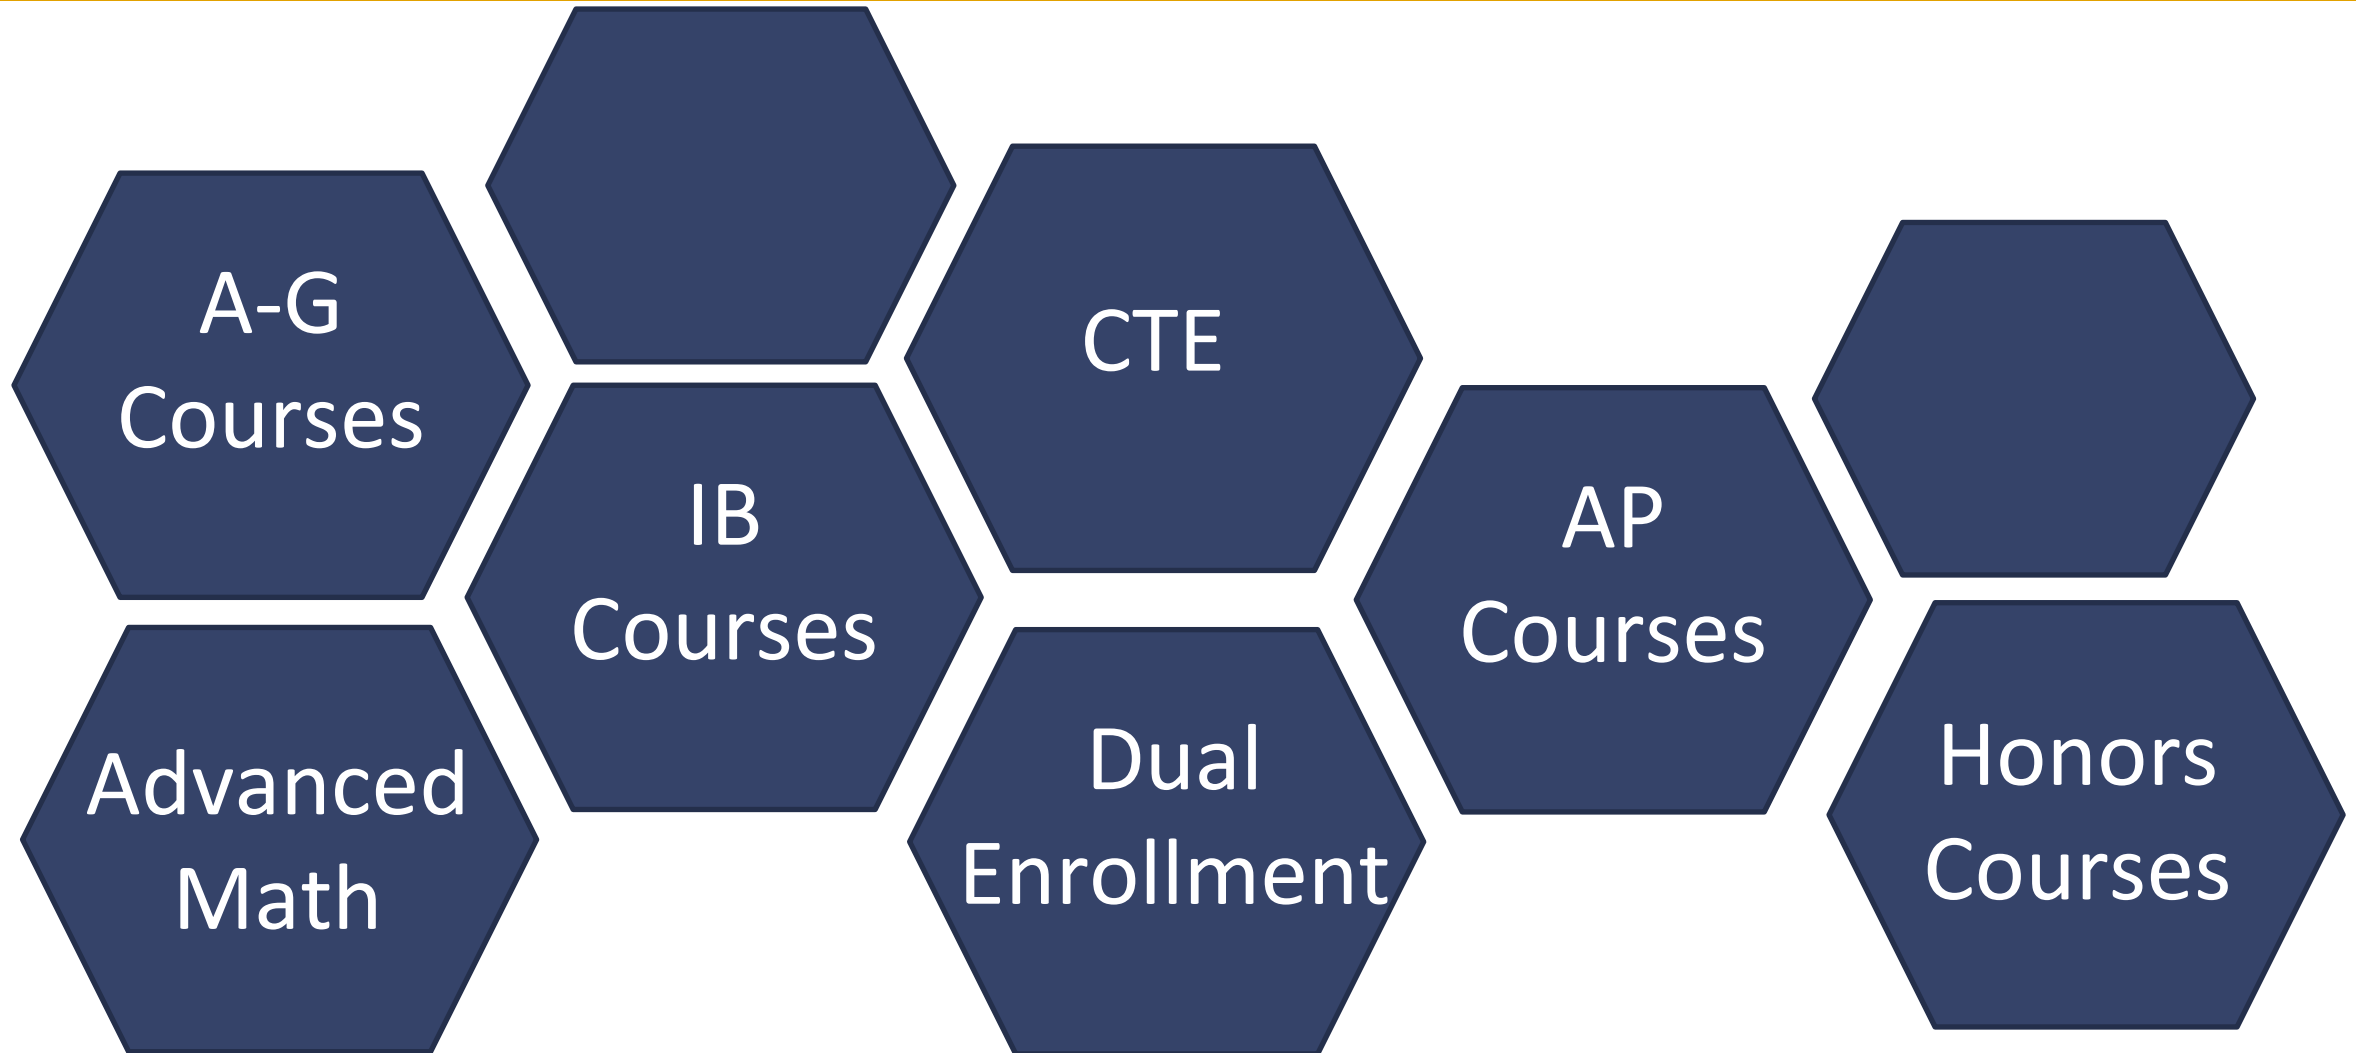 A-G
Courses
CTE
IB
Courses
AP
Courses
Advanced
Math
Dual
Enrollment
Honors
Courses